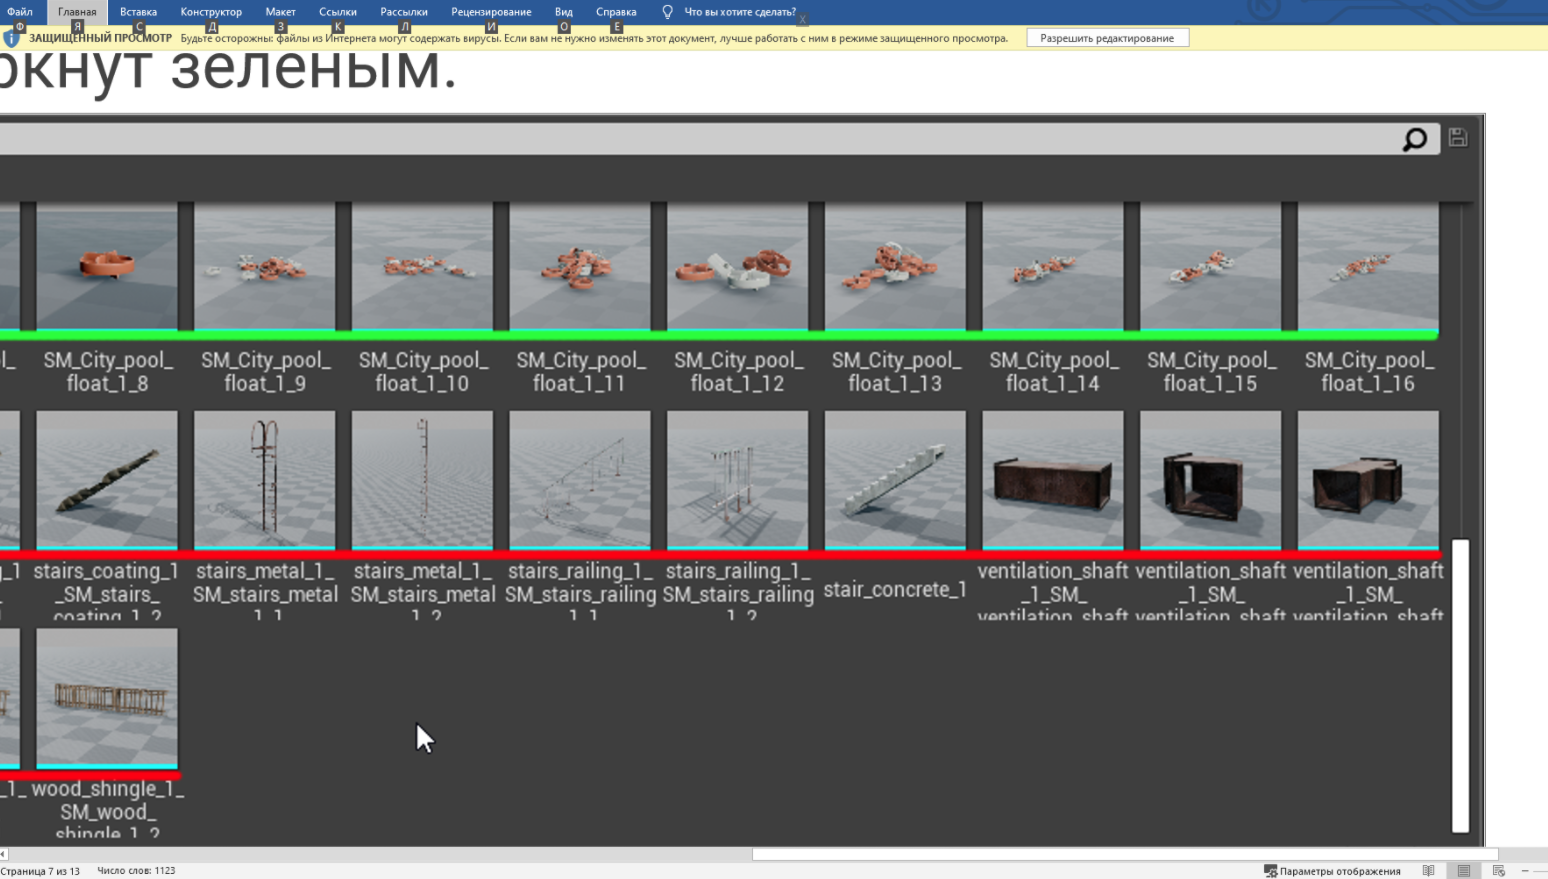 Файл Главная Вставка Конструктор Макет Ссылки Рассылки Рецензирование Вид Справка Что вы хотите сделать?
Ф Я С Д З К Л И О Е Х
ЗАЩИЩЕННЫЙ ПРОСМОТР Будьте осторожны: файлы из Интернета могут содержать вирусы. Если вам не нужно изменять этот документ, лучше работать с ним в режиме защищенного просмотра. Разрешить редактирование
ркнут зеленым.
l_ SM_City_pool_ SM_City_pool_ SM_City_pool_ SM_City_pool_ SM_City_pool_ SM_City_pool_ SM_City_pool_ SM_City_pool_ SM_City_pool_
float_1_8 float_1_9 float_1_10 float_1_11 float_1_12 float_1_13 float_1_14 float_1_15 float_1_16
_1 stairs_coating_1 stairs_metal_1_ stairs_metal_1_ stairs_railing_1_ stairs_railing_1_ stair_concrete_1 ventilation_shaft ventilation_shaft ventilation_shaft
_SM_stairs_ SM_stairs_metal SM_stairs_metal SM_stairs_railing SM_stairs_railing _1_SM_ _1_SM_ _1_SM_
coating_1_2 1_1 1_2 1_1 1_2 ventilation_shaft ventilation_shaft ventilation_shaft
_1_ wood_shingle_1_
SM_wood_
shingle_1_2
Страница 7 из 13 Число слов: 1123 Параметры отображения